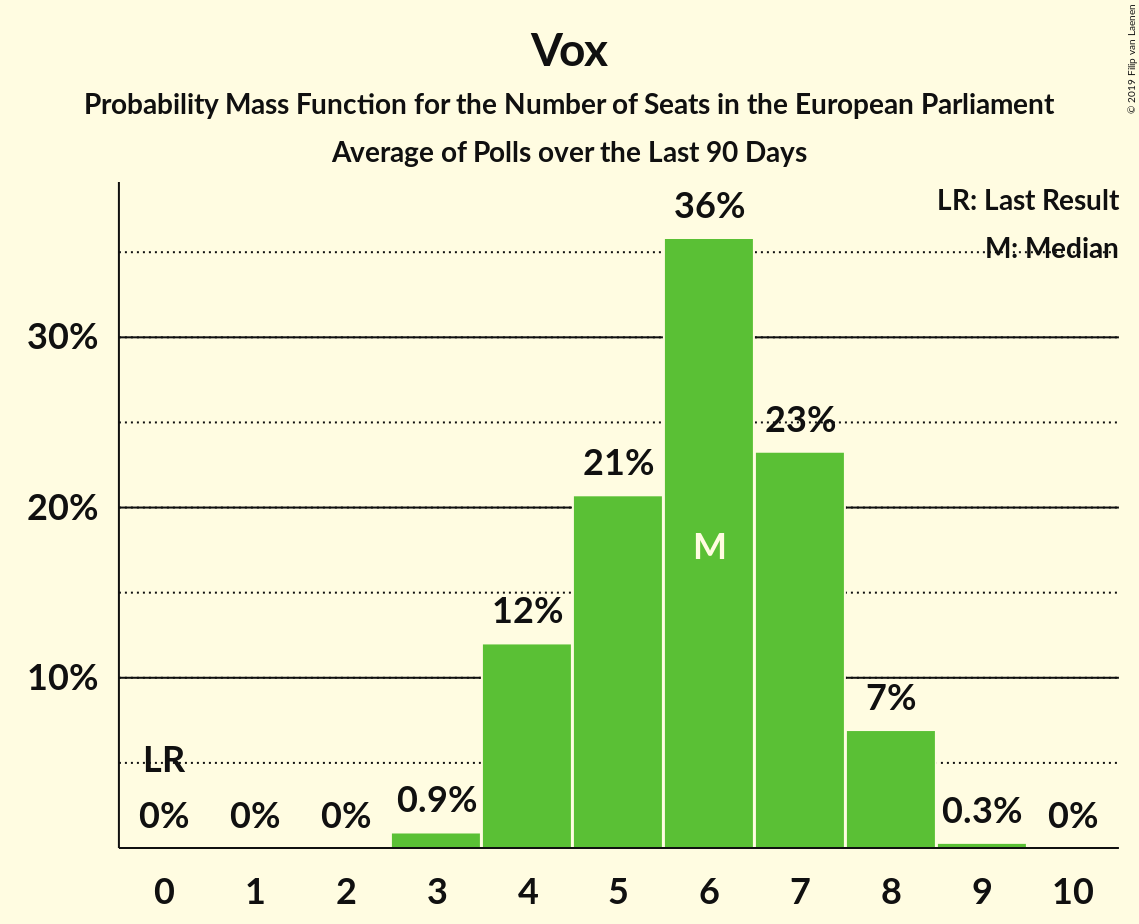 Vox
Probability Mass Function for the Number of Seats in the European Parliament
Average of Polls over the Last 90 Days
© 2019 Filip van Laenen
LR: Last Result
M: Median
36%
30%
23%
21%
20%
M
12%
10%
7%
LR
0%
0%
0%
0.9%
0.3%
0%
0 1 2 3 4 5 6 7 8 9 10